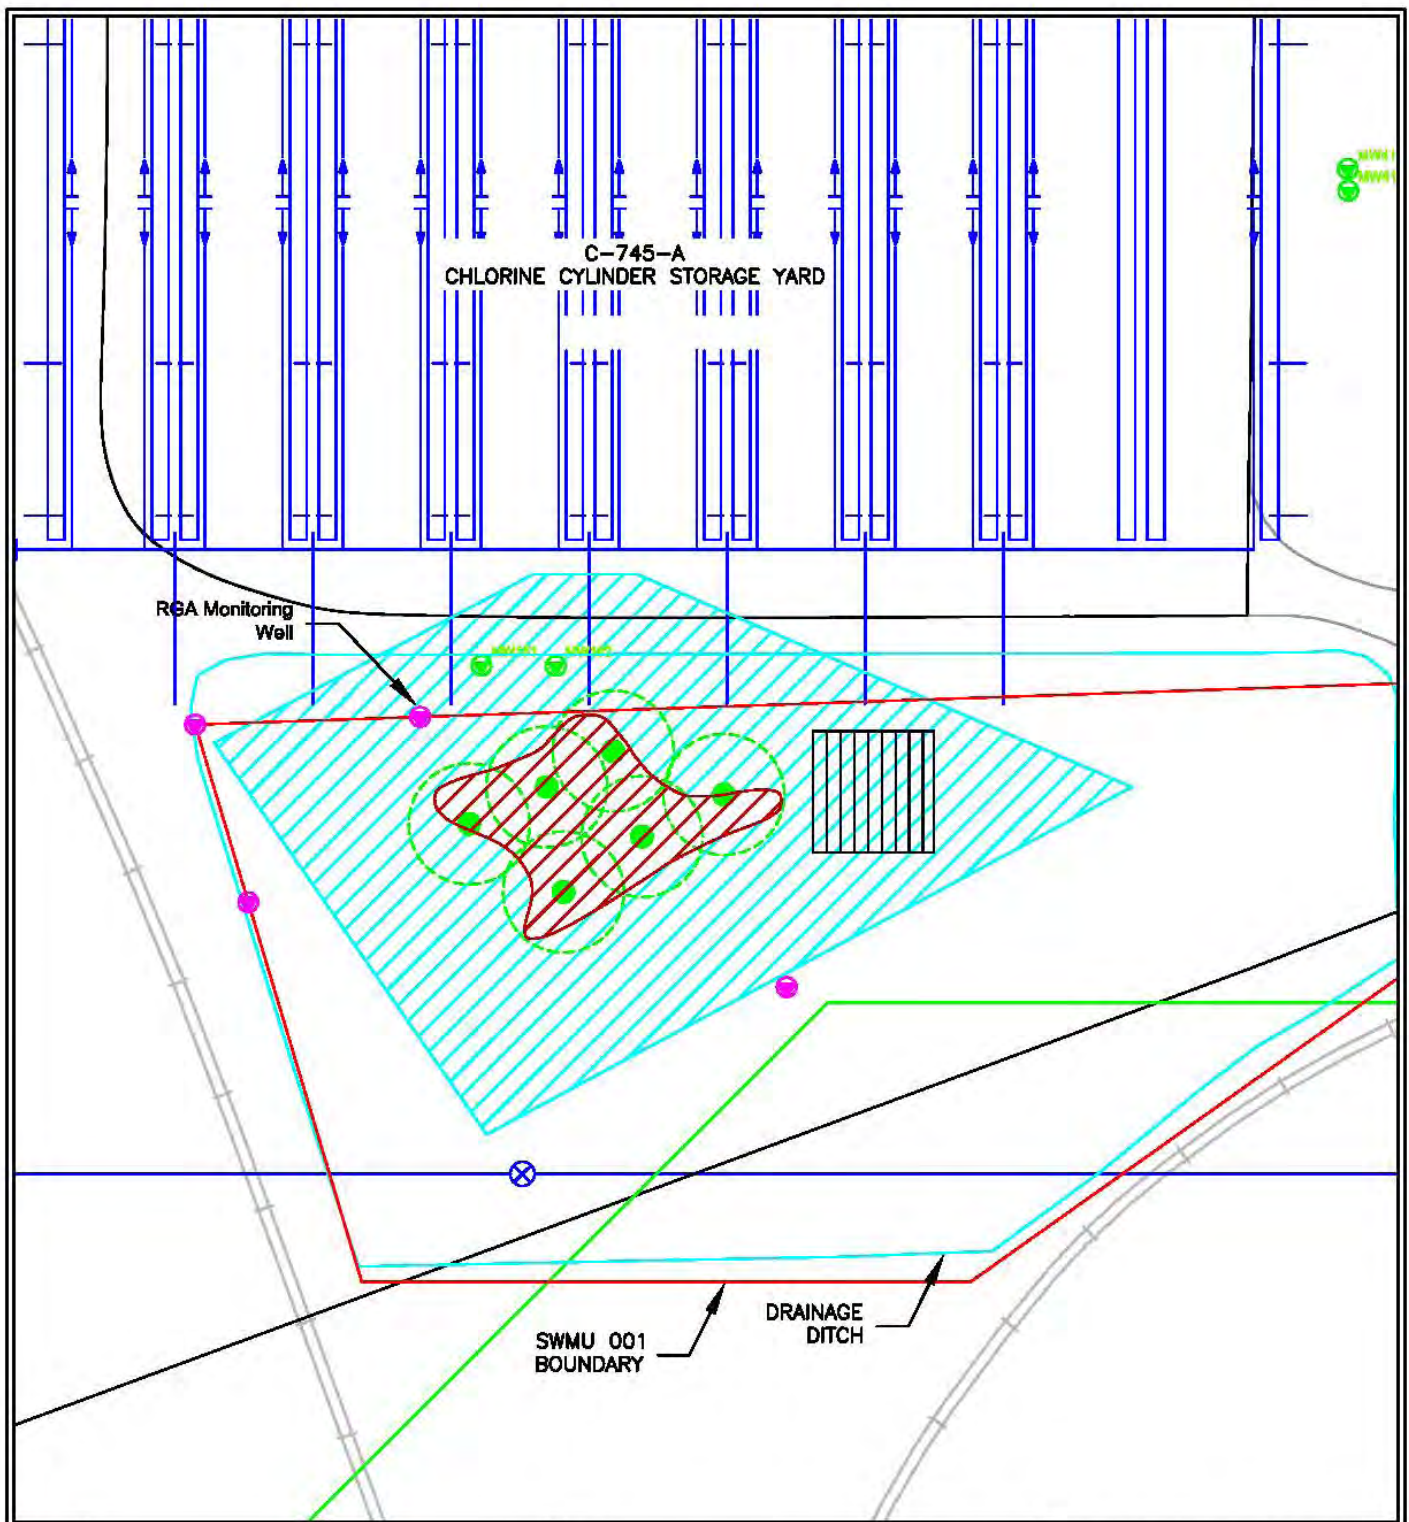 C-745-A
CHLORINE CYLINDER STORAGE YARD
RGA Monitoring
Well
SWMU 001
BOUNDARY
DRAINAGE
DITCH